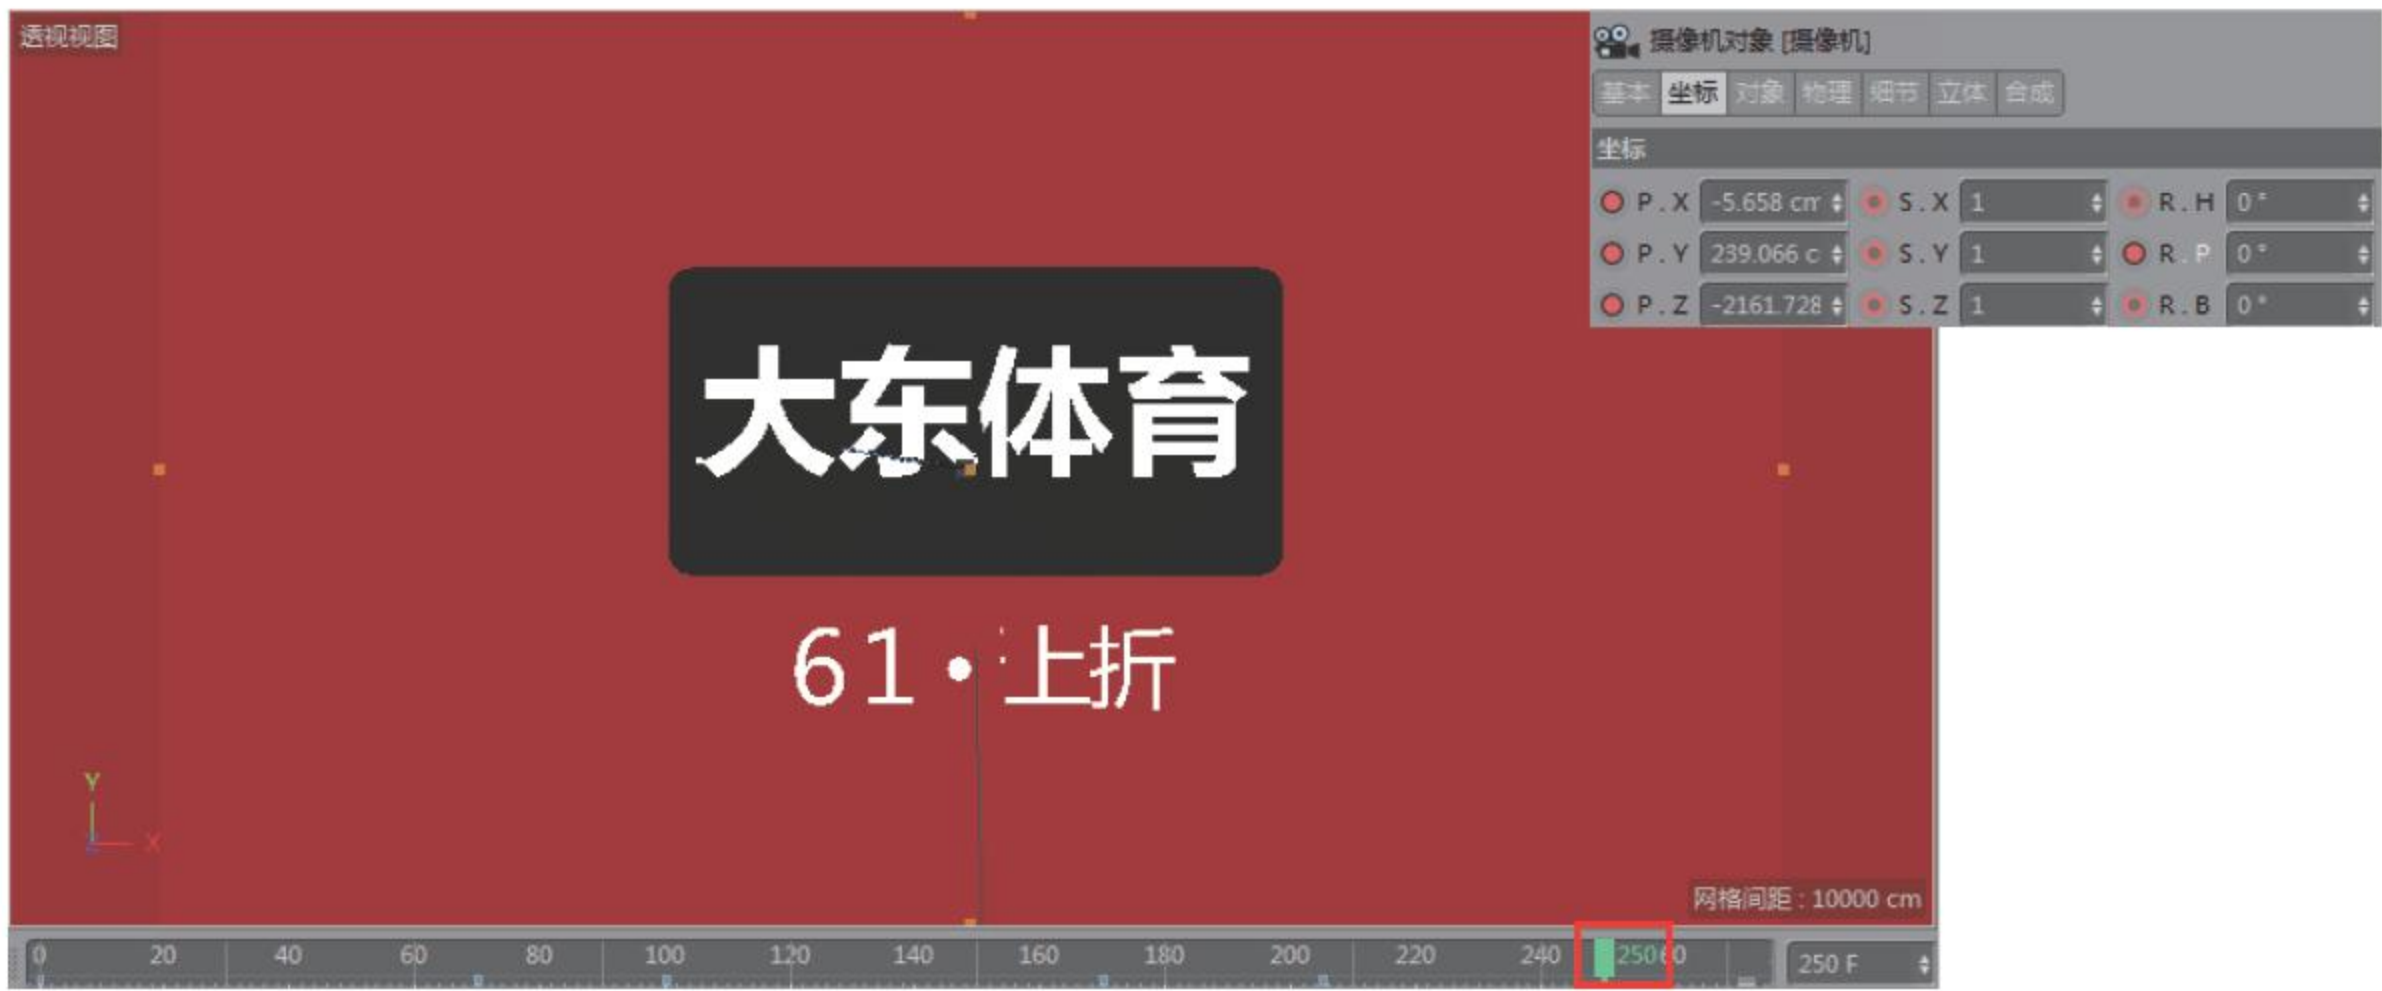 透视视图
摄像机对象 [摄像机]
基本 坐标 对象 物理 细节 立体 合成
坐标
P . X -5.658 cm S . X 1 R . H 0 °
P . Y 239.066 c S . Y 1 R . P 0 °
P . Z -2161.728 S . Z 1 R . B 0 °
大东体育
61•上折
Y
Z X
网格间距 : 10000 cm
0 20 40 60 80 100 120 140 160 180 200 220 240 250 60 250 F